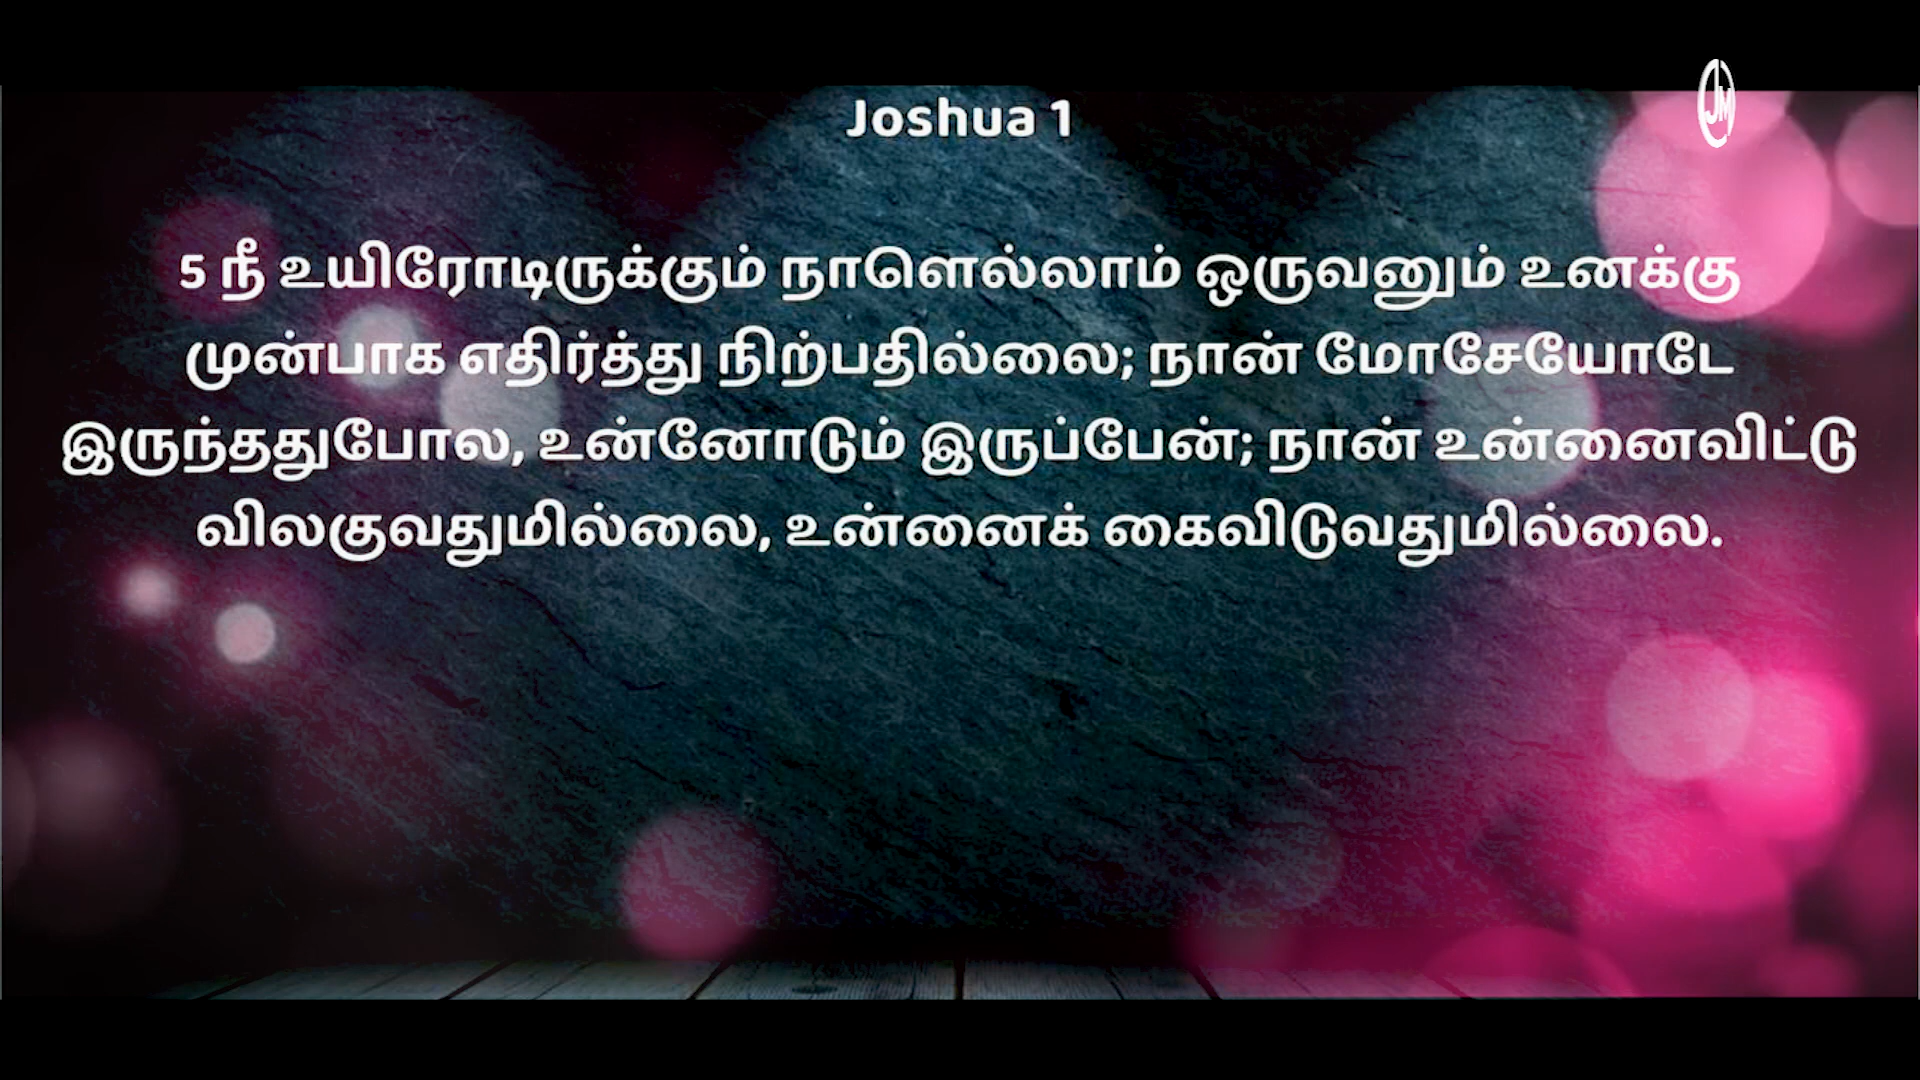 Joshua 1
5 நீ உயிரோடிருக்கும் நாளெல்லாம் ஒருவனும் உனக்கு
முன்பாக எதிர்த்து நிற்பதில்லை; நான் மோசேயோடே
இருந்ததுபோல, உன்னோடும் இருப்பேன்; நான் உன்னைவிட்டு
விலகுவதுமில்லை, உன்னைக் கைவிடுவதுமில்லை.